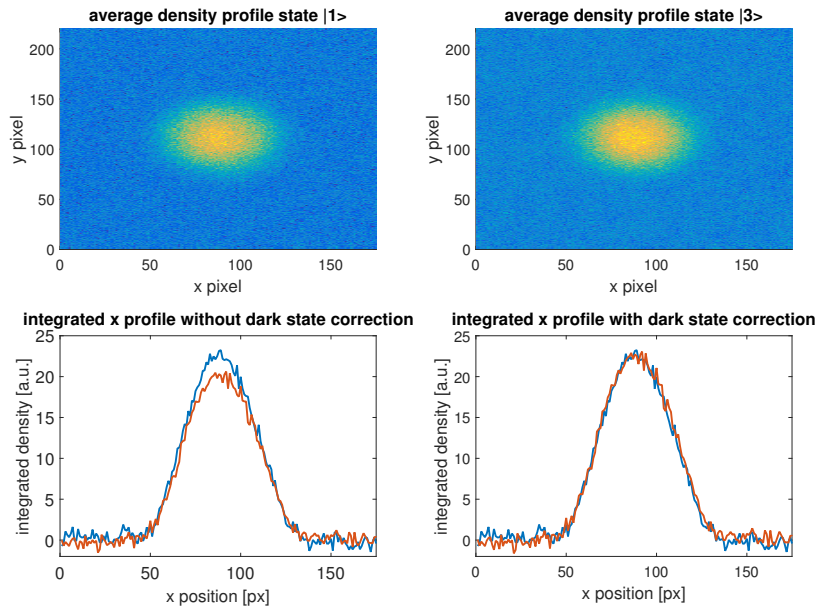 average density profile state |1>
200
150
100
50
0
y pixel
0 50 100 150
x pixel
average density profile state |3>
200
150
100
50
0
y pixel
0 50 100 150
x pixel
integrated x profile without dark state correction
25
20
15
10
5
0
integrated density [a.u.]
0 50 100 150
x position [px]
integrated x profile with dark state correction
25
20
15
10
5
0
integrated density [a.u.]
0 50 100 150
x position [px]